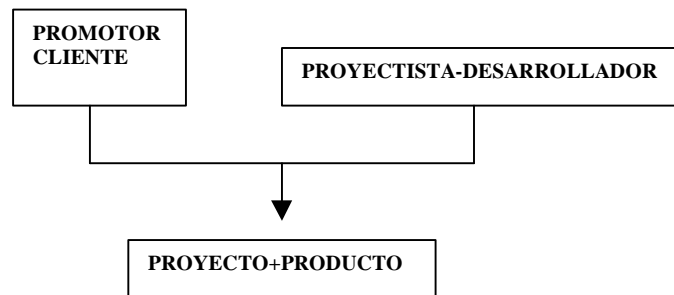 PROMOTOR
CLIENTE
PROYECTISTA-DESARROLLADOR
PROYECTO+PRODUCTO